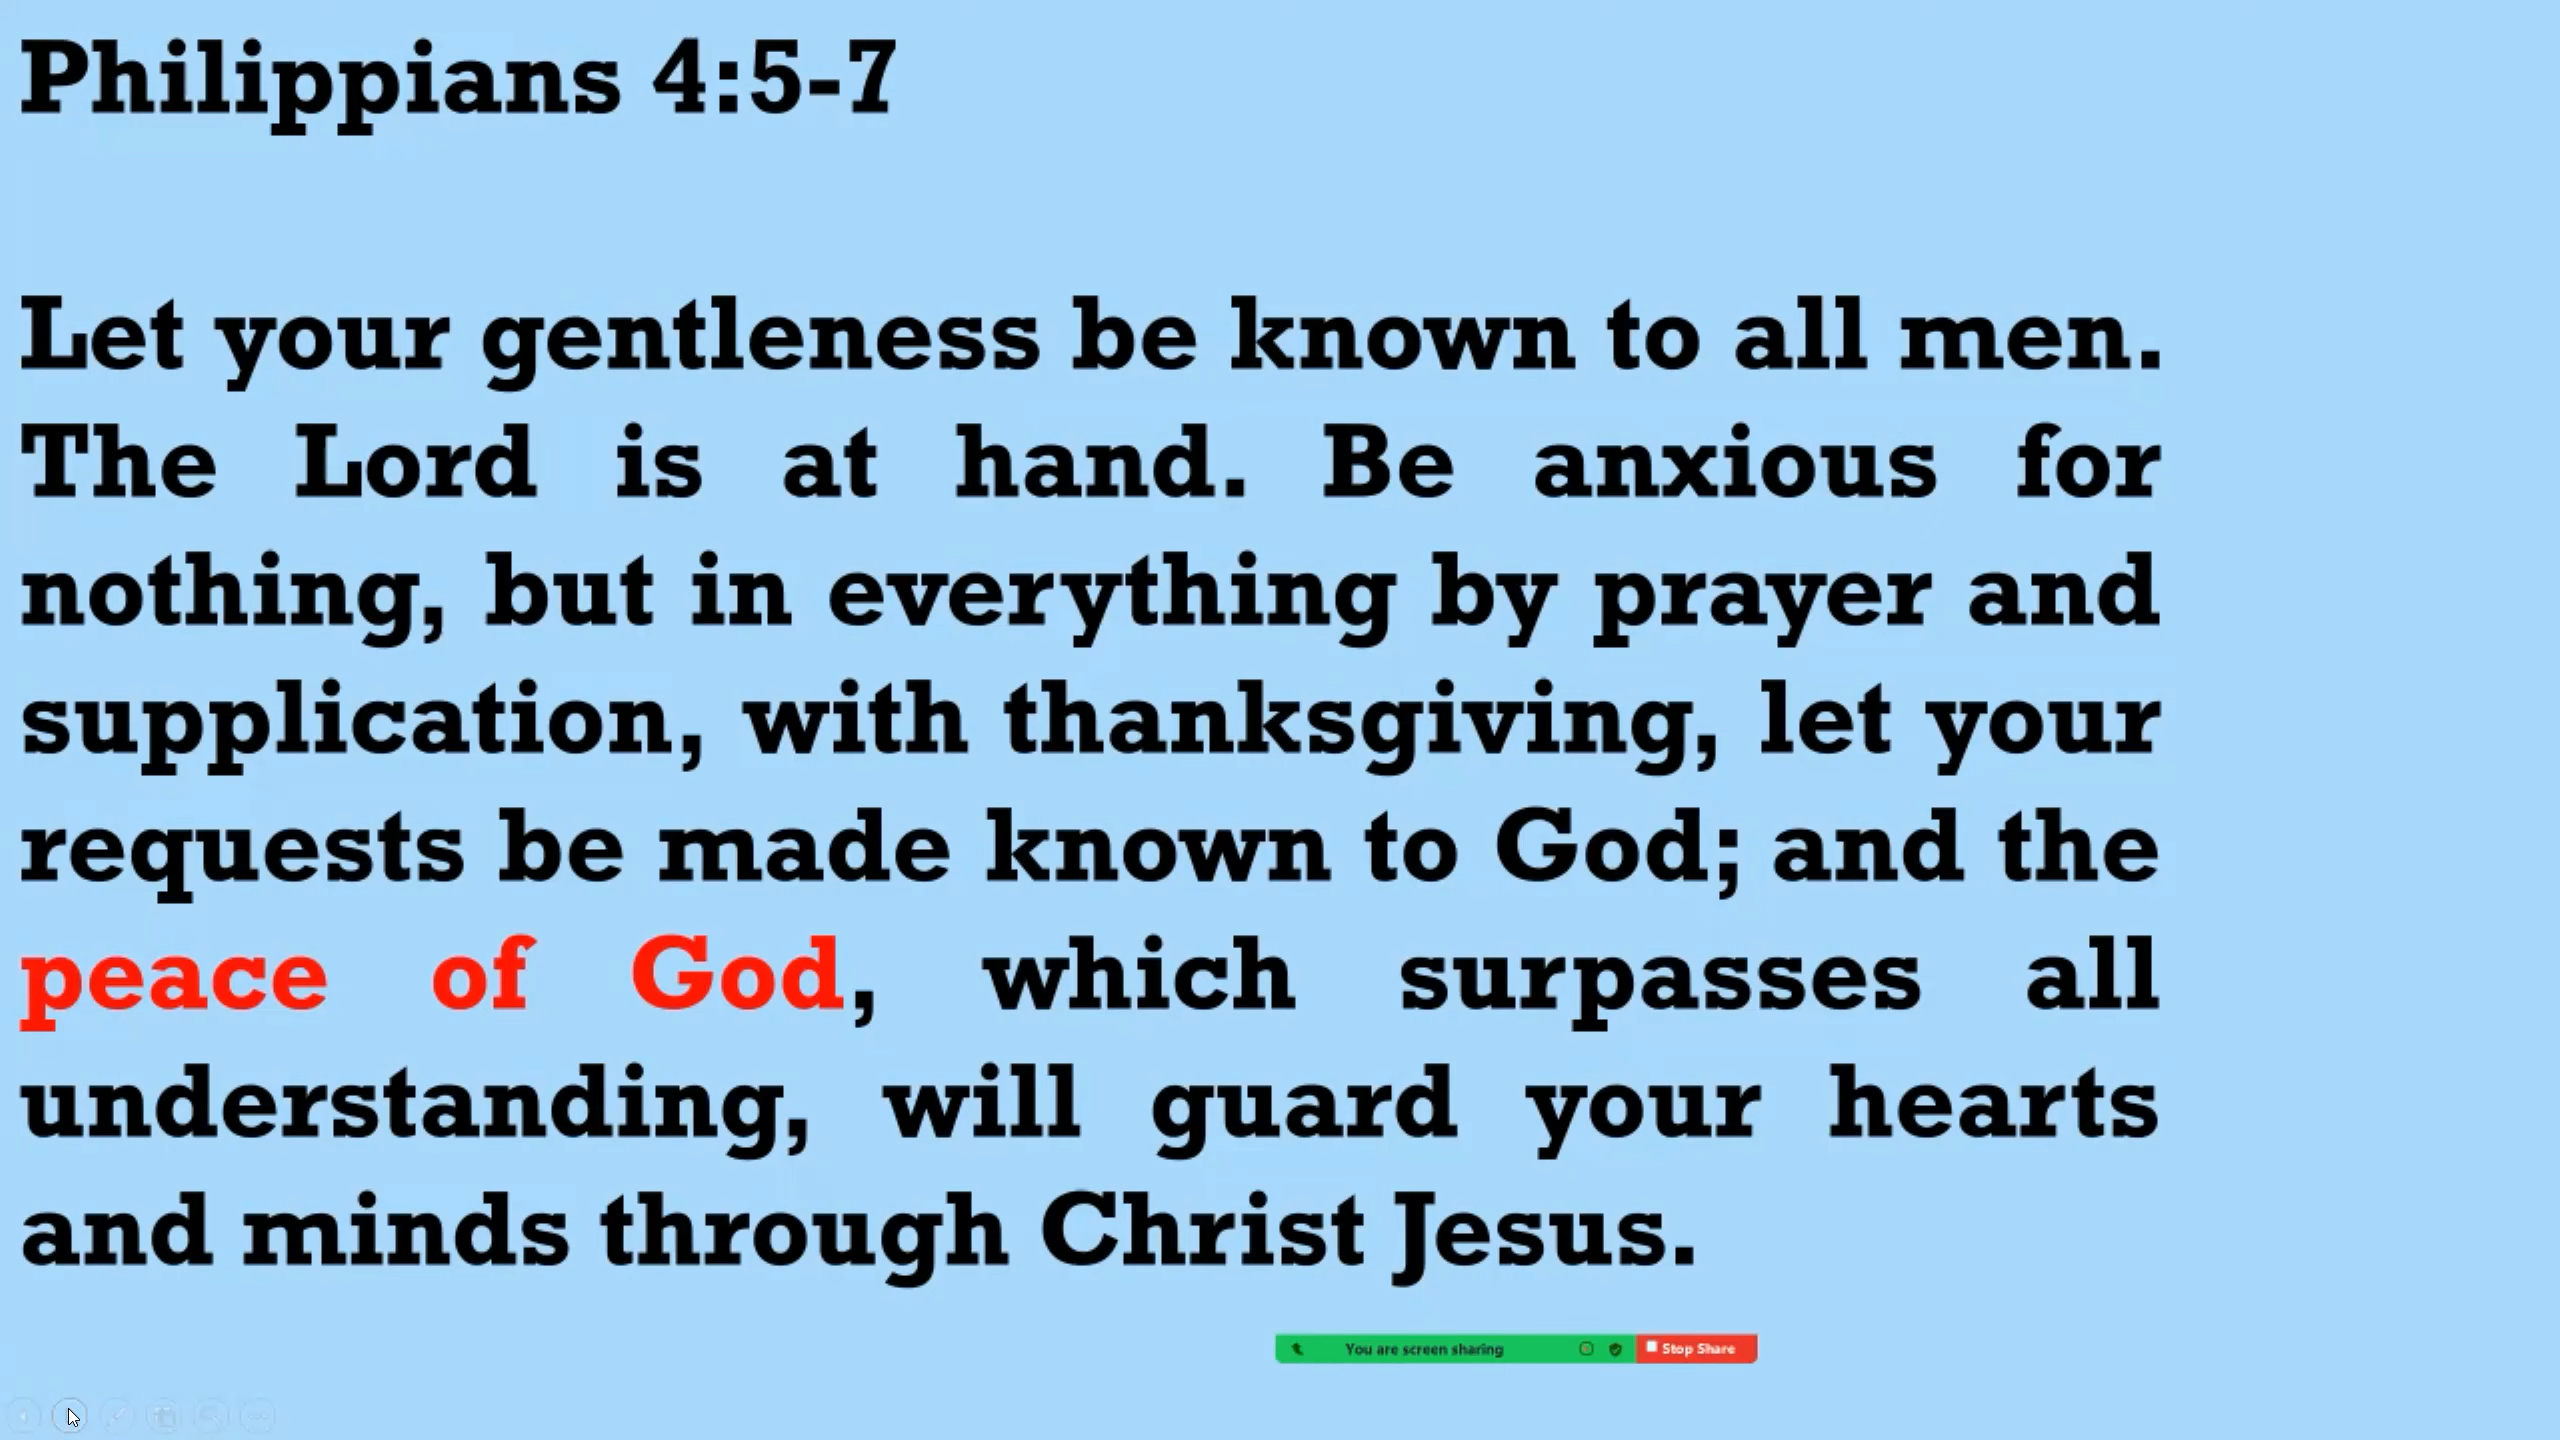 Philippians 4:5-7
Let your gentleness be known to all men.
The Lord is at hand. Be anxious for
nothing, but in everything by prayer and
supplication, with thanksgiving, let your
requests be made known to God; and the
peace of God, which surpasses all
understanding, will guard your hearts
and minds through Christ Jesus.
You are screen sharing Stop Share